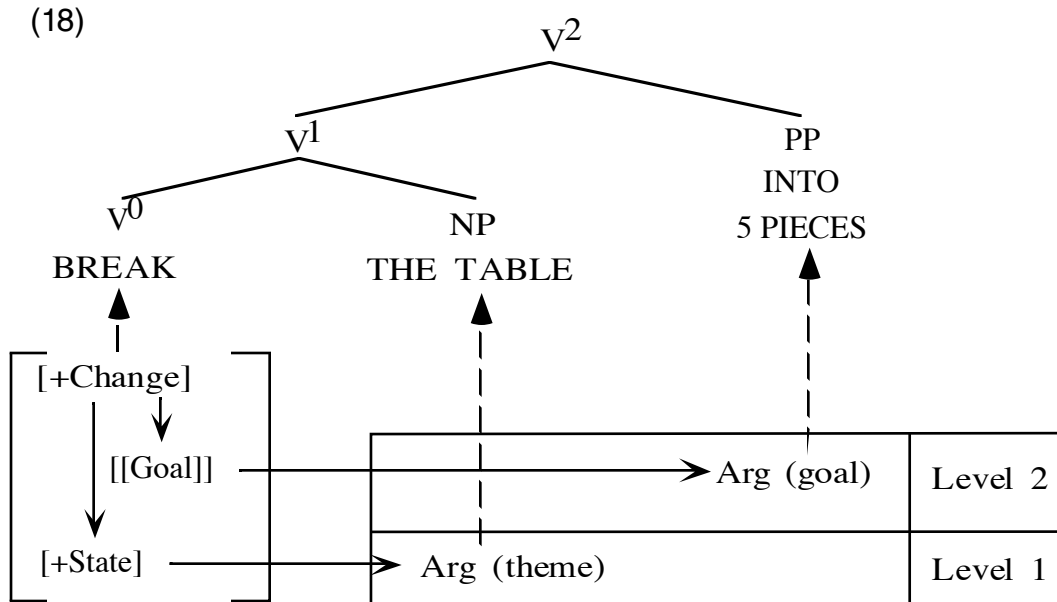 (18)
V2
V1 PP
INTO
V0 NP 5 PIECES
BREAK THE TABLE
[+Change]
[[Goal]] Arg (goal) Level 2
[+State] Arg (theme) Level 1